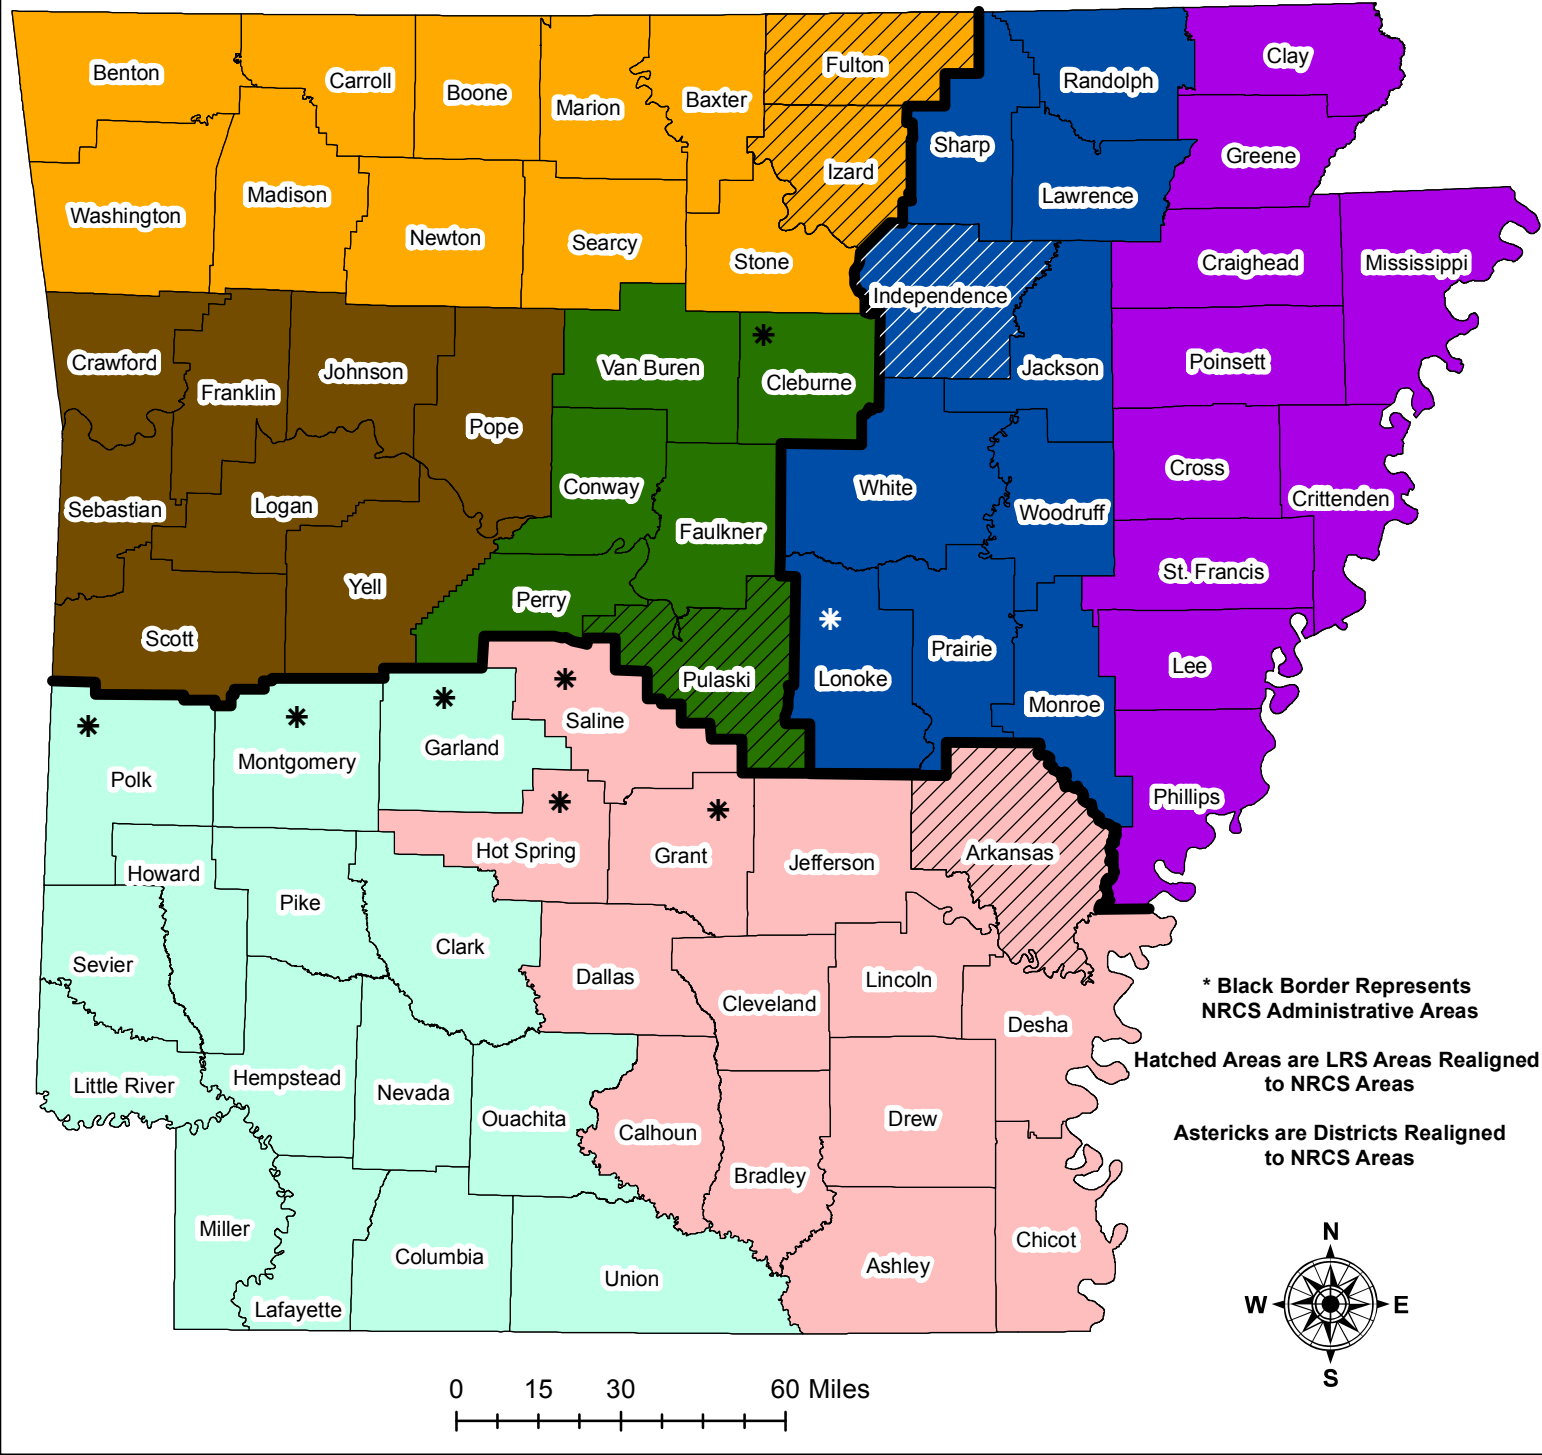 Benton
Carroll
Boone
Marion
Baxter
Fulton
Randolph
Clay
Sharp
Greene
Izard
Lawrence
Madison
Washington
Newton
Searcy
Stone
Craighead
Mississippi
Independence
Crawford
Franklin
Johnson
Van Buren
*
Cleburne
Jackson
Poinsett
Pope
Sebastian
Logan
Conway
Faulkner
White
Woodruff
Cross
Crittenden
Yell
Perry
St. Francis
Scott
Pulaski
*
Lonoke
Prairie
Lee
Monroe
*
Polk
*
Montgomery
*
Garland
*
Saline
*
Hot Spring
*
Grant
Jefferson
Arkansas
Phillips
Howard
Pike
Clark
Sevier
Dallas
Cleveland
Lincoln
Desha
* Black Border Represents
NRCS Administrative Areas
Hatched Areas are LRS Areas Realigned
to NRCS Areas
Astericks are Districts Realigned
to NRCS Areas
Little River
Hempstead
Nevada
Ouachita
Calhoun
Drew
Bradley
Miller
Lafayette
Columbia
Union
Ashley
Chicot
N
W
E
S
0 15 30 60 Miles